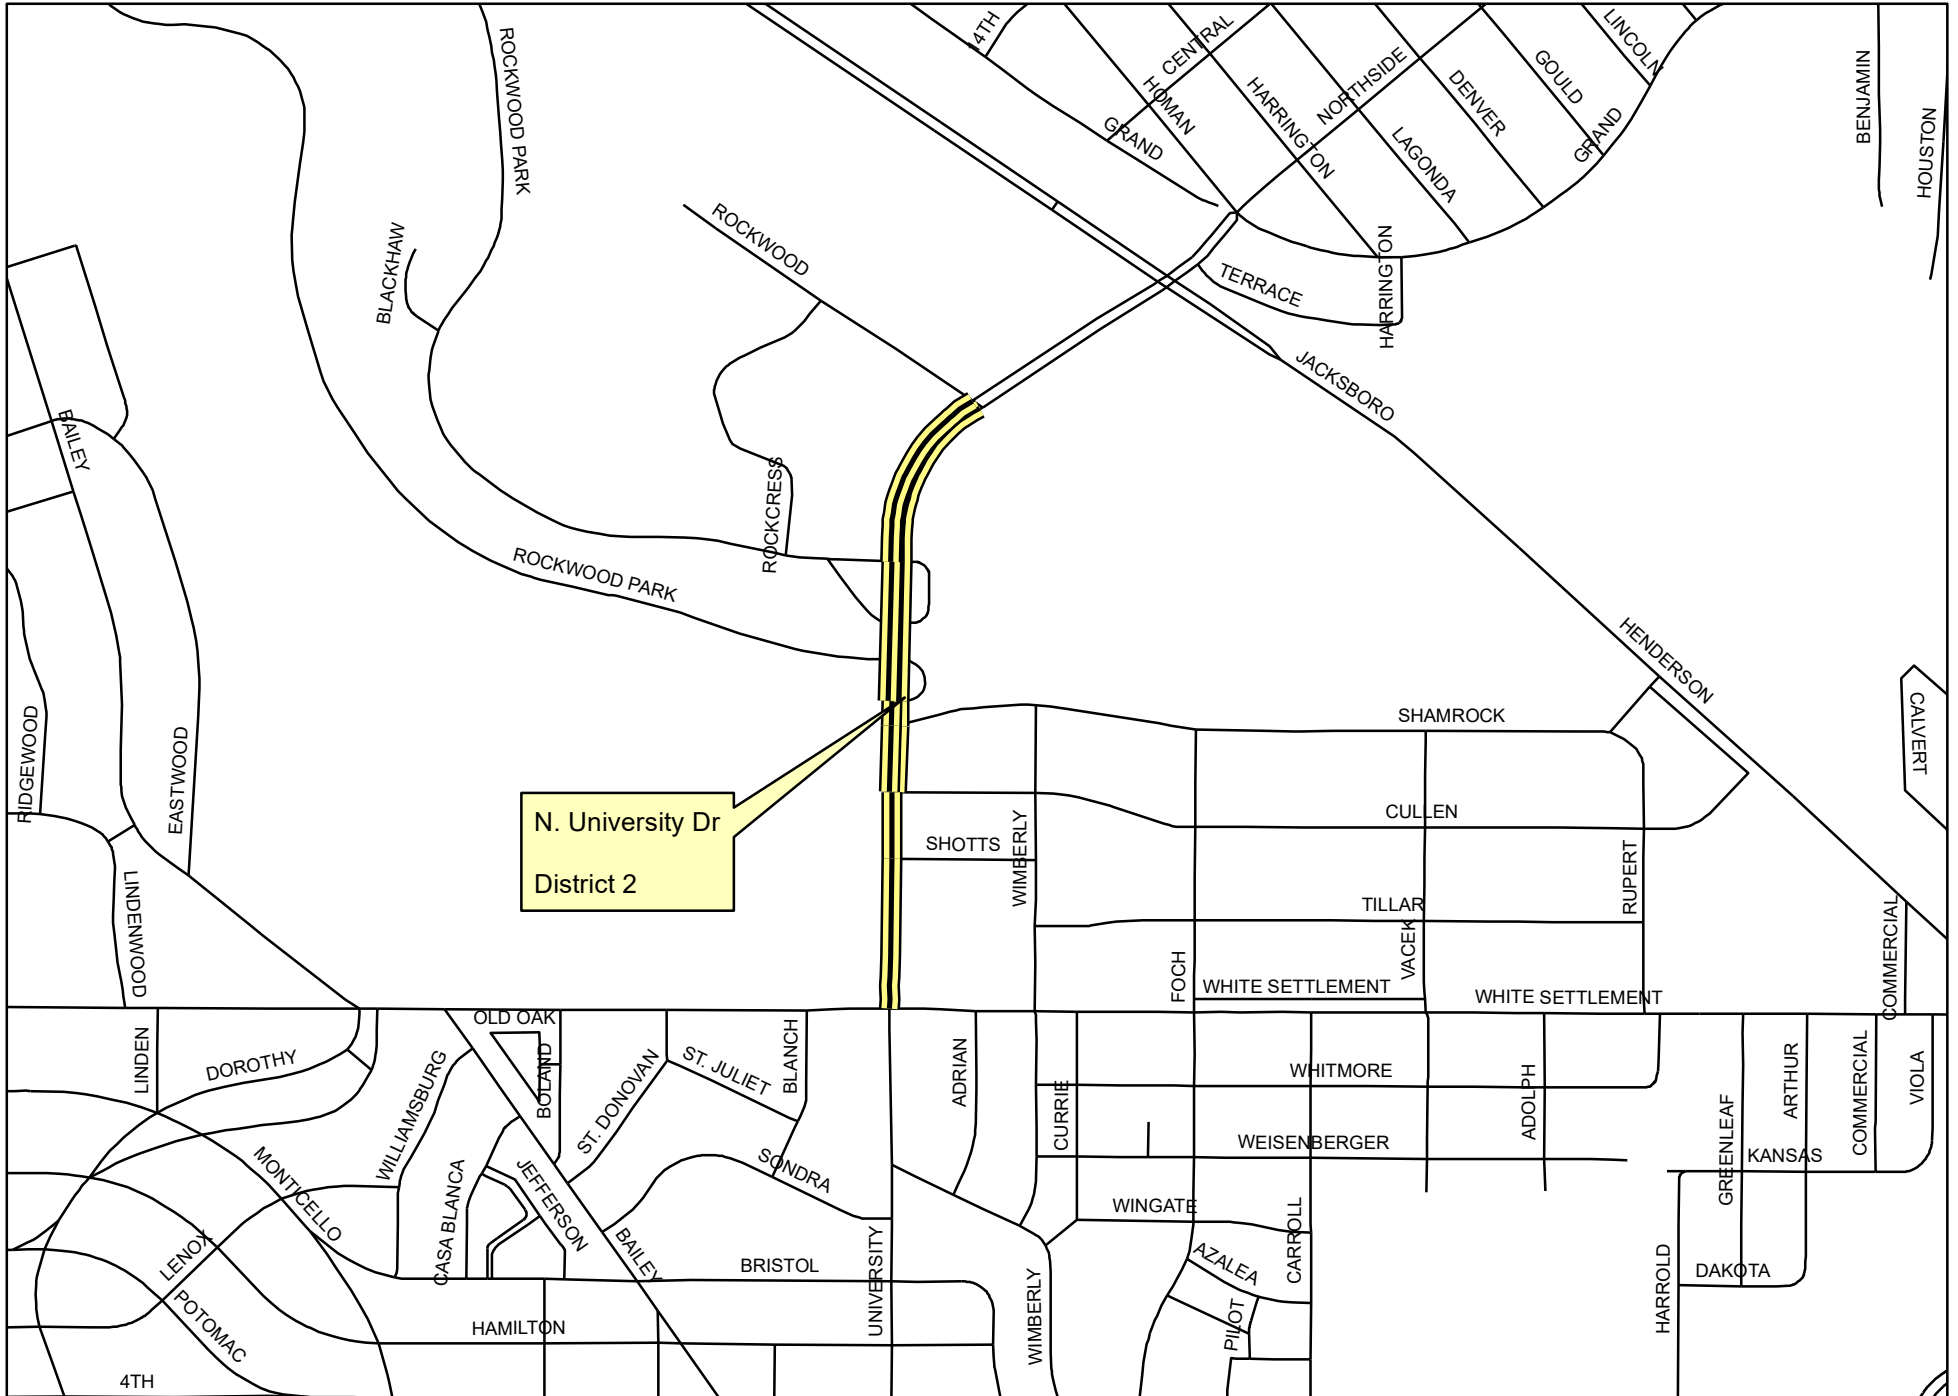 14TH
CENTRAL
HOMAN
GRAND
HARRINGTON
NORTHSIDE
LAGONDA
DENVER
GOULD
LINCOLN
GRAND
BENJAMIN
HOUSTON
ROCKWOOD PARK
BLACKHAW
ROCKWOOD
TERRACE
HARRINGTON
JACKSBORO
BAILEY
ROCKCRESS
ROCKWOOD PARK
HENDERSON
CALVERT
RIDGEWOOD
EASTWOOD
SHAMROCK
N. University Dr
District 2
CULLEN
SHOTTS
WIMBERLY
RUPERT
LINDENWOOD
TILLAR
VACEK
FOCH
WHITE SETTLEMENT
WHITE SETTLEMENT
COMMERCIAL
OLD OAK
LINDEN
DOROTHY
WILLIAMSBURG
BOLAND
ST. DONOVAN
ST. JULIET
BLANCH
ADRIAN
CURRIE
WHITMORE
ADOLPH
ARTHUR
COMMERCIAL
VIOLA
WEISENBERGER
GREENLEAF
KANSAS
MONTICELLO
CASA BLANCA
JEFFERSON
SONDRA
WINGATE
CARROLL
LENOX
BAILEY
BRISTOL
UNIVERSITY
WIMBERLY
AZALEA
PILOT
HARROLD
DAKOTA
POTOMAC
HAMILTON
4TH